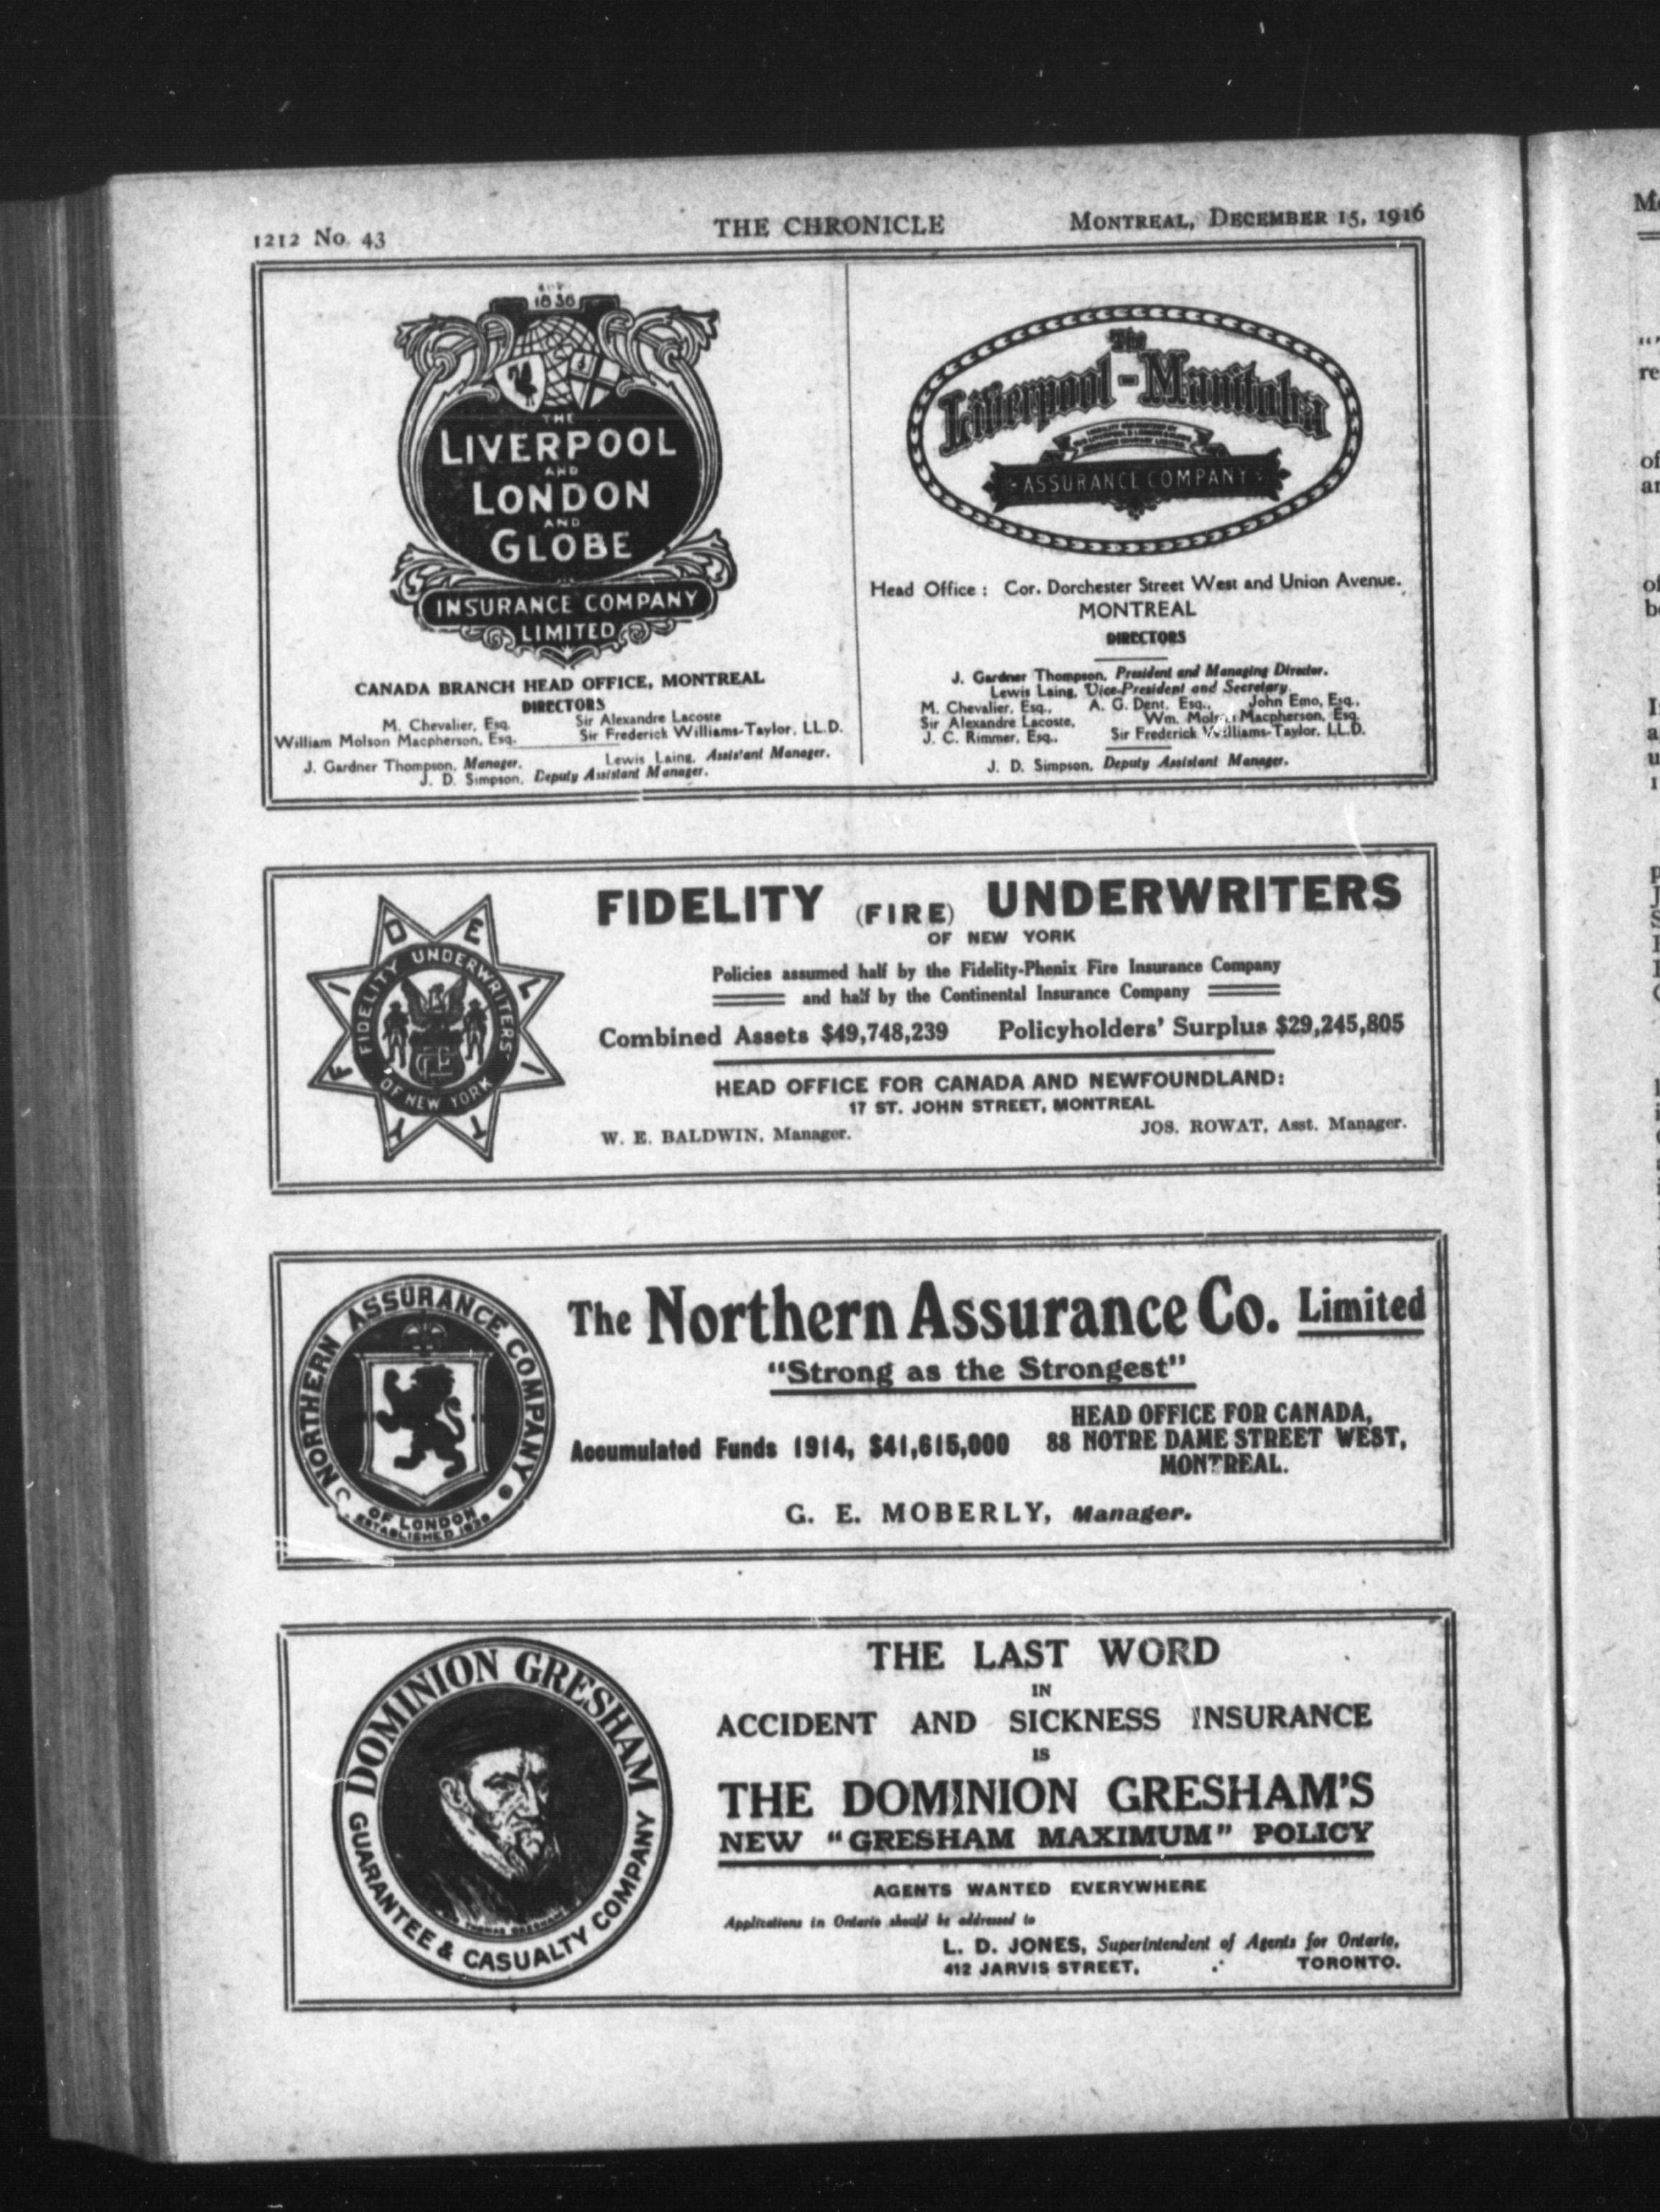 1212 No. 43
THE CHRONICLE
MONTREAL, DECEMBER 15, 1916
1836
THE
LIVERPOOL
AND
LONDON
AND
GLOBE
INSURANCE COMPANY
LIMITED
CANADA BRANCH HEAD OFFICE, MONTREAL
DIRECTORS
M. Chevalier, Esq. Sir Alexandre Lacoste
William Molson Macpherson, Esq. Sir Frederick Williams-Taylor, LL.D.
J. Gardner Thompson, Manager. Lewis Laing, Assistant Manager.
J. D. Simpson, Deputy Assistant Manager.
The
Liverpool-Manitoba
ASSURANCE COMPANY
Head Office: Cor. Dorchester Street West and Union Avenue.
MONTREAL
DIRECTORS
J. Gardner Thompson, President and Managing Director.
Lewis Laing, Vice-President and Secretary.
M. Chevalier, Esq., A. G. Dent, Esq., John Emo, Esq.,
Sir Alexandre Lacoste, Wm. Molson Macpherson, Esq.
J. C. Rimmer, Esq., Sir Frederick Williams-Taylor, LL.D.
J. D. Simpson, Deputy Assistant Manager.
FIDELITY
FIDELITY UNDERWRITERS
OF NEW YORK
FIDELITY (FIRE) UNDERWRITERS
OF NEW YORK
Policies assumed half by the Fidelity-Phenix Fire Insurance Company
and half by the Continental Insurance Company
Combined Assets $49,748,239 Policyholders' Surplus $29,245,805
HEAD OFFICE FOR CANADA AND NEWFOUNDLAND:
17 ST. JOHN STREET, MONTREAL
W. E. BALDWIN, Manager. JOS. ROWAT, Asst. Manager.
NORTHERN ASSURANCE COMPANY
OF LONDON
ESTABLISHED 1836
The Northern Assurance Co. Limited
"Strong as the Strongest"
Accumulated Funds 1914, $41,615,000
HEAD OFFICE FOR CANADA,
88 NOTRE DAME STREET WEST,
MONTREAL.
G. E. MOBERLY, Manager.
DOMINION GRESHAM
GUARANTEE & CASUALTY COMPANY
THE LAST WORD
IN
ACCIDENT AND SICKNESS INSURANCE
IS
THE DOMINION GRESHAM'S
NEW "GRESHAM MAXIMUM" POLICY
AGENTS WANTED EVERYWHERE
Applications in Ontario should be addressed to
L. D. JONES, Superintendent of Agents for Ontario,
412 JARVIS STREET, TORONTO.